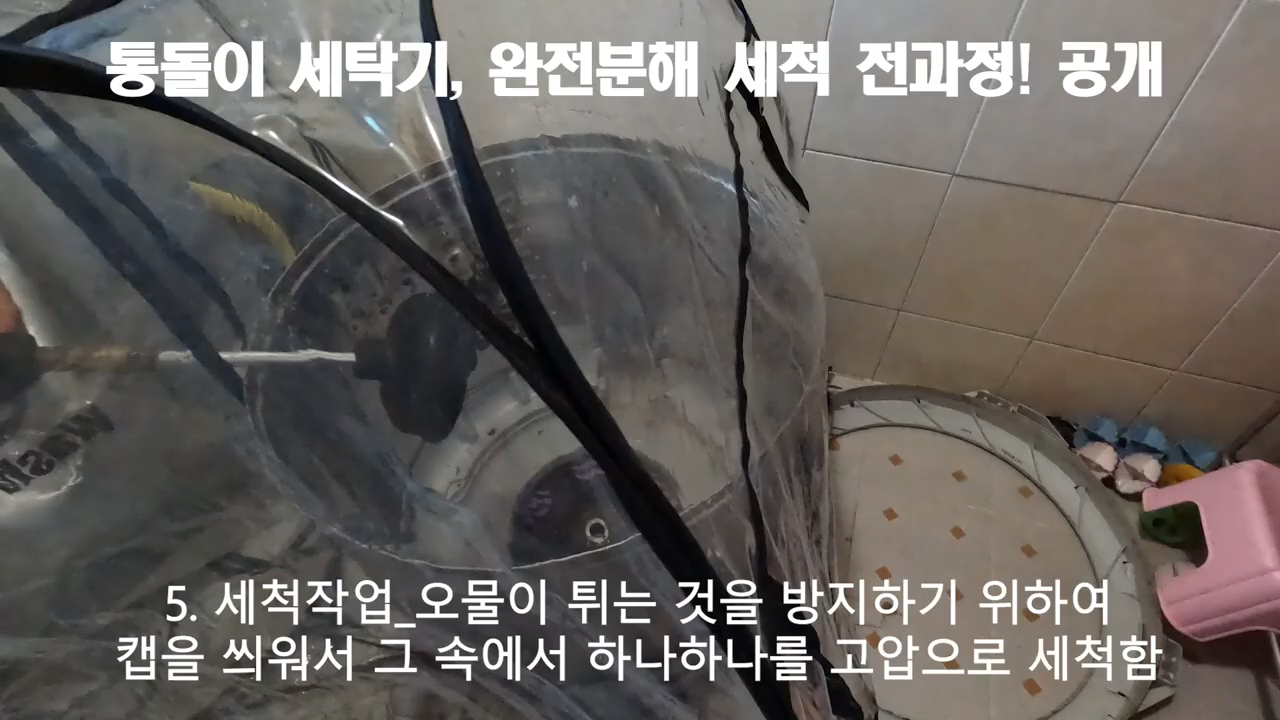 통돌이 세탁기, 완전분해 세척 전과정! 공개
5. 세척작업_오물이 튀는 것을 방지하기 위하여
캡을 씌워서 그 속에서 하나하나를 고압으로 세척함